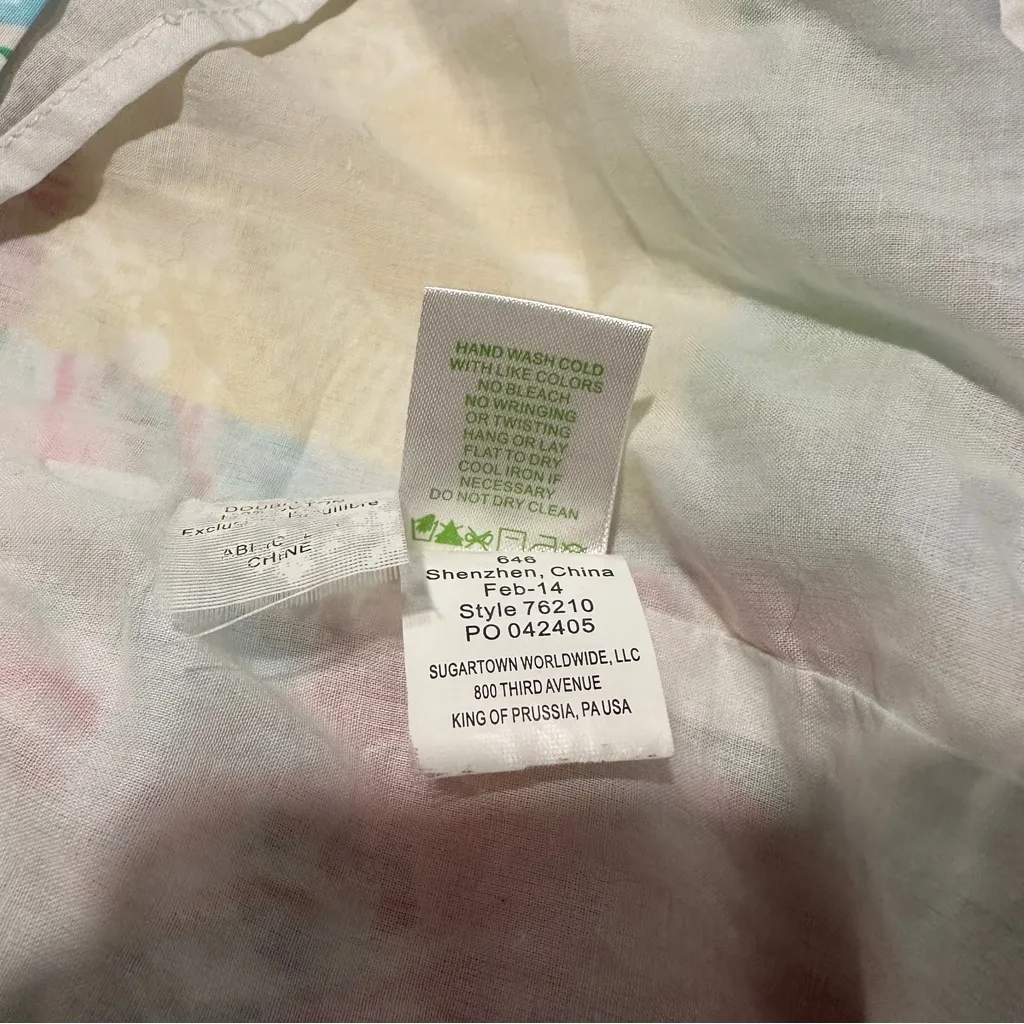 HAND WASH COLD
WITH LIKE COLORS
NO BLEACH
NO WRINGING
OR TWISTING
HANG OR LAY
FLAT TO DRY
COOL IRON IF
NECESSARY
DO NOT DRY CLEAN
CHINE
646
Shenzhen, China
Feb-14
Style 76210
PO 042405
SUGARTOWN WORLDWIDE, LLC
800 THIRD AVENUE
KING OF PRUSSIA, PA USA